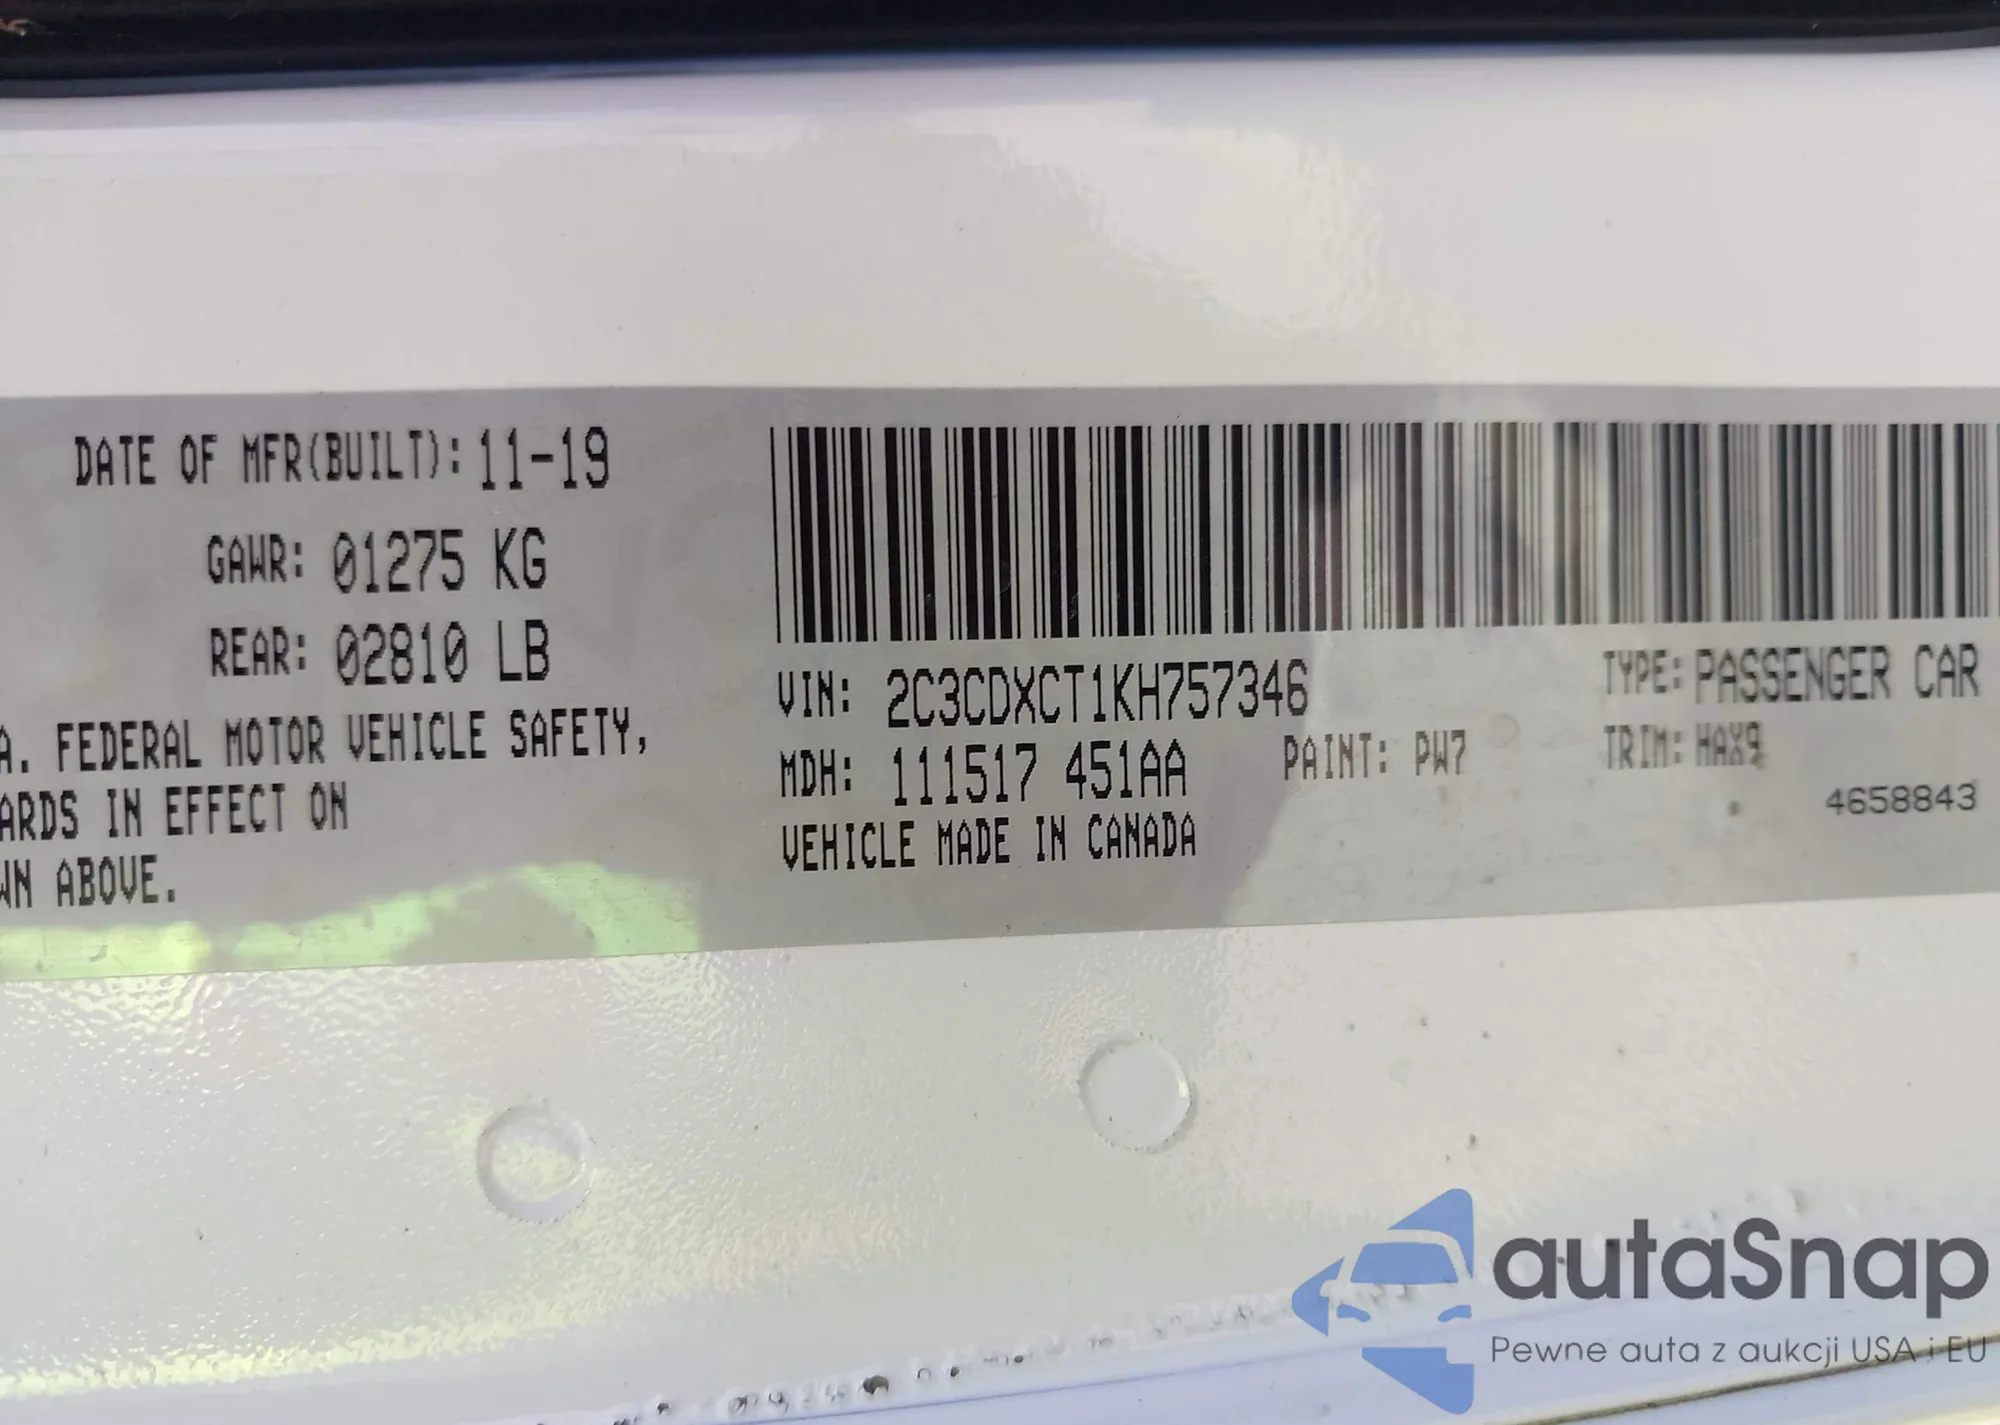 DATE OF MFR(BUILT): 11-19
GAWR: 01275 KG
REAR: 02810 LB
A. FEDERAL MOTOR VEHICLE SAFETY,
ARDS IN EFFECT ON
WN ABOVE.
VIN: 2C3CDXCT1KH757346
TYPE: PASSENGER CAR
MDH: 111517 451AA
PAINT: PW7
TRIM: HAX9
VEHICLE MADE IN CANADA
4658843
autaSnap
Pewne auta z aukcji USA i EU